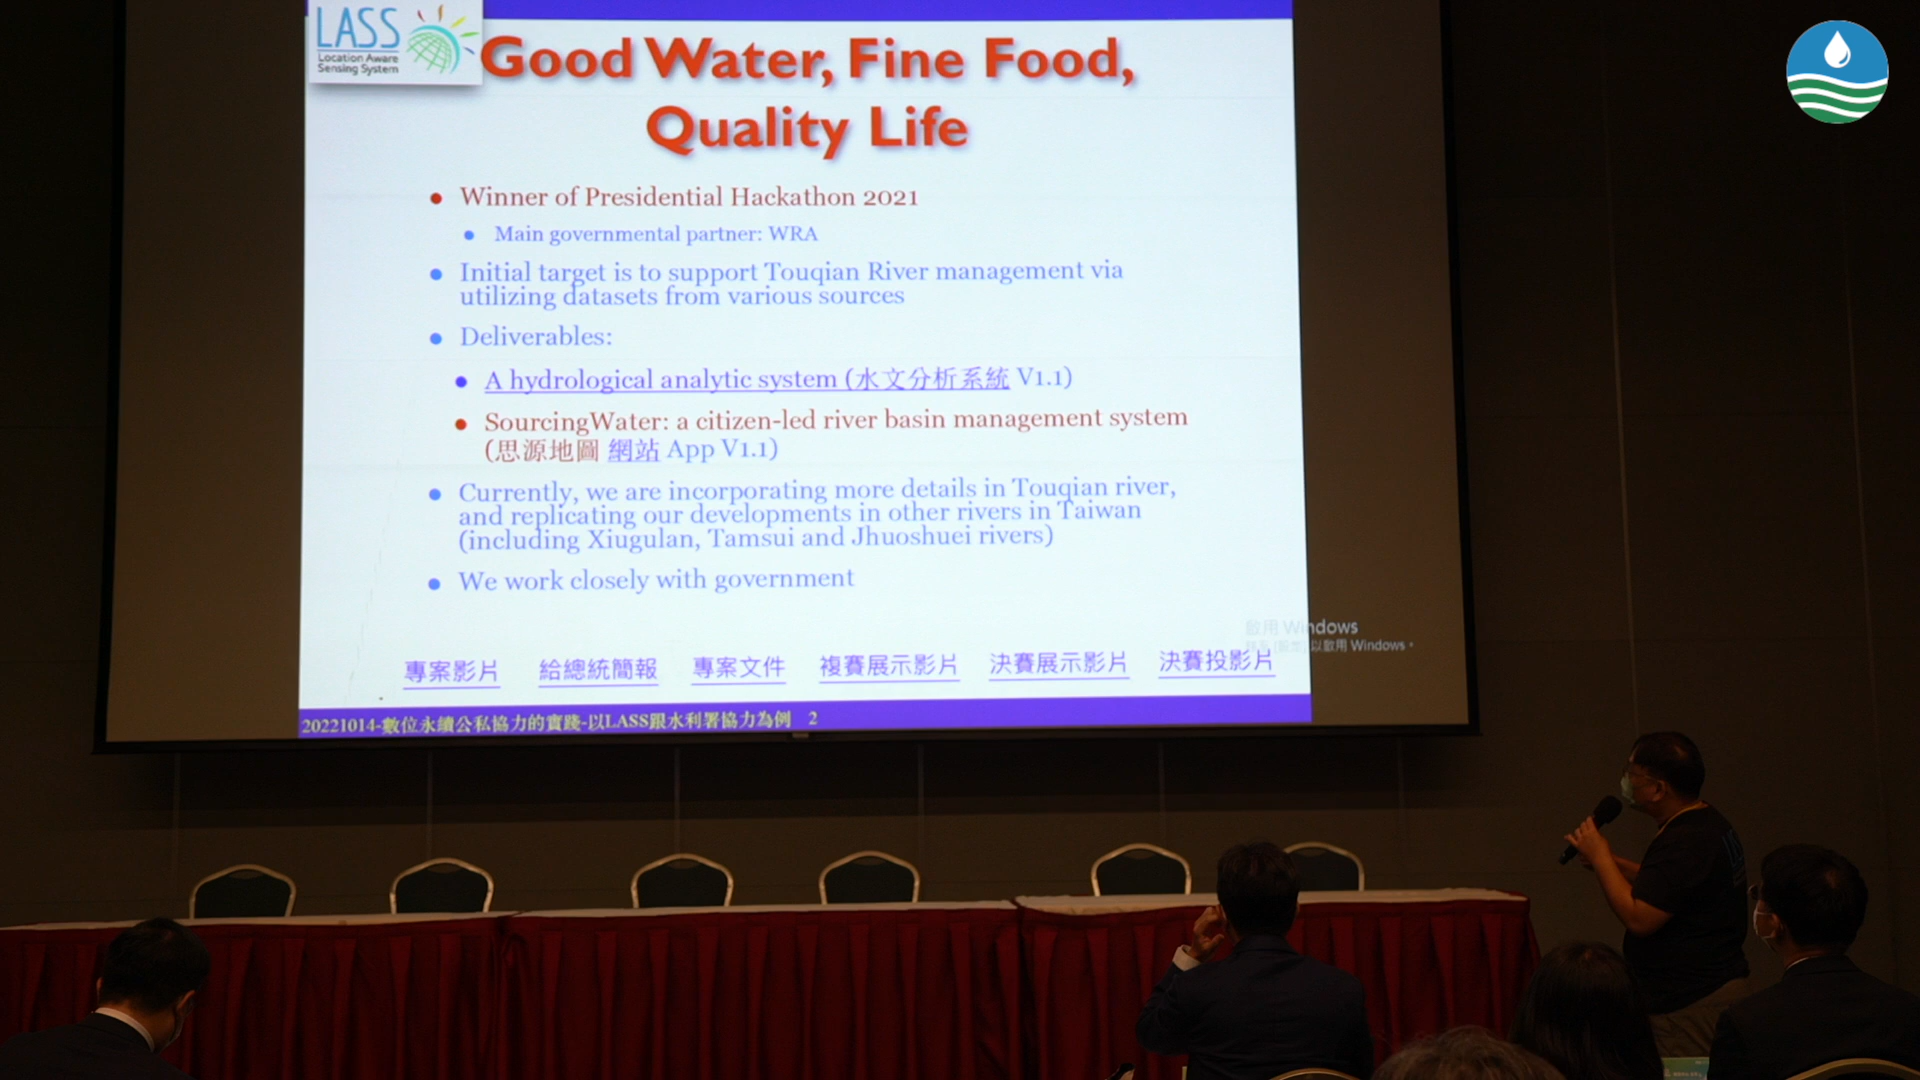 LASS
Location Aware
Sensing System
Good Water, Fine Food,
Quality Life
Winner of Presidential Hackathon 2021
Main governmental partner: WRA
Initial target is to support Touqian River management via
utilizing datasets from various sources
Deliverables:
A hydrological analytic system (水文分析系統 V1.1)
SourcingWater: a citizen-led river basin management system
(思源地圖 網站 App V1.1)
Currently, we are incorporating more details in Touqian river,
and replicating our developments in other rivers in Taiwan
(including Xiugulan, Tamsui and Jhuoshuei rivers)
We work closely with government
啟用 Windows
以啟用 Windows。
專案影片 給總統簡報 專案文件 複賽展示影片 決賽展示影片 決賽投影片
20221014-數位永續公私協力的實踐-以LASS跟水利署協力為例 2